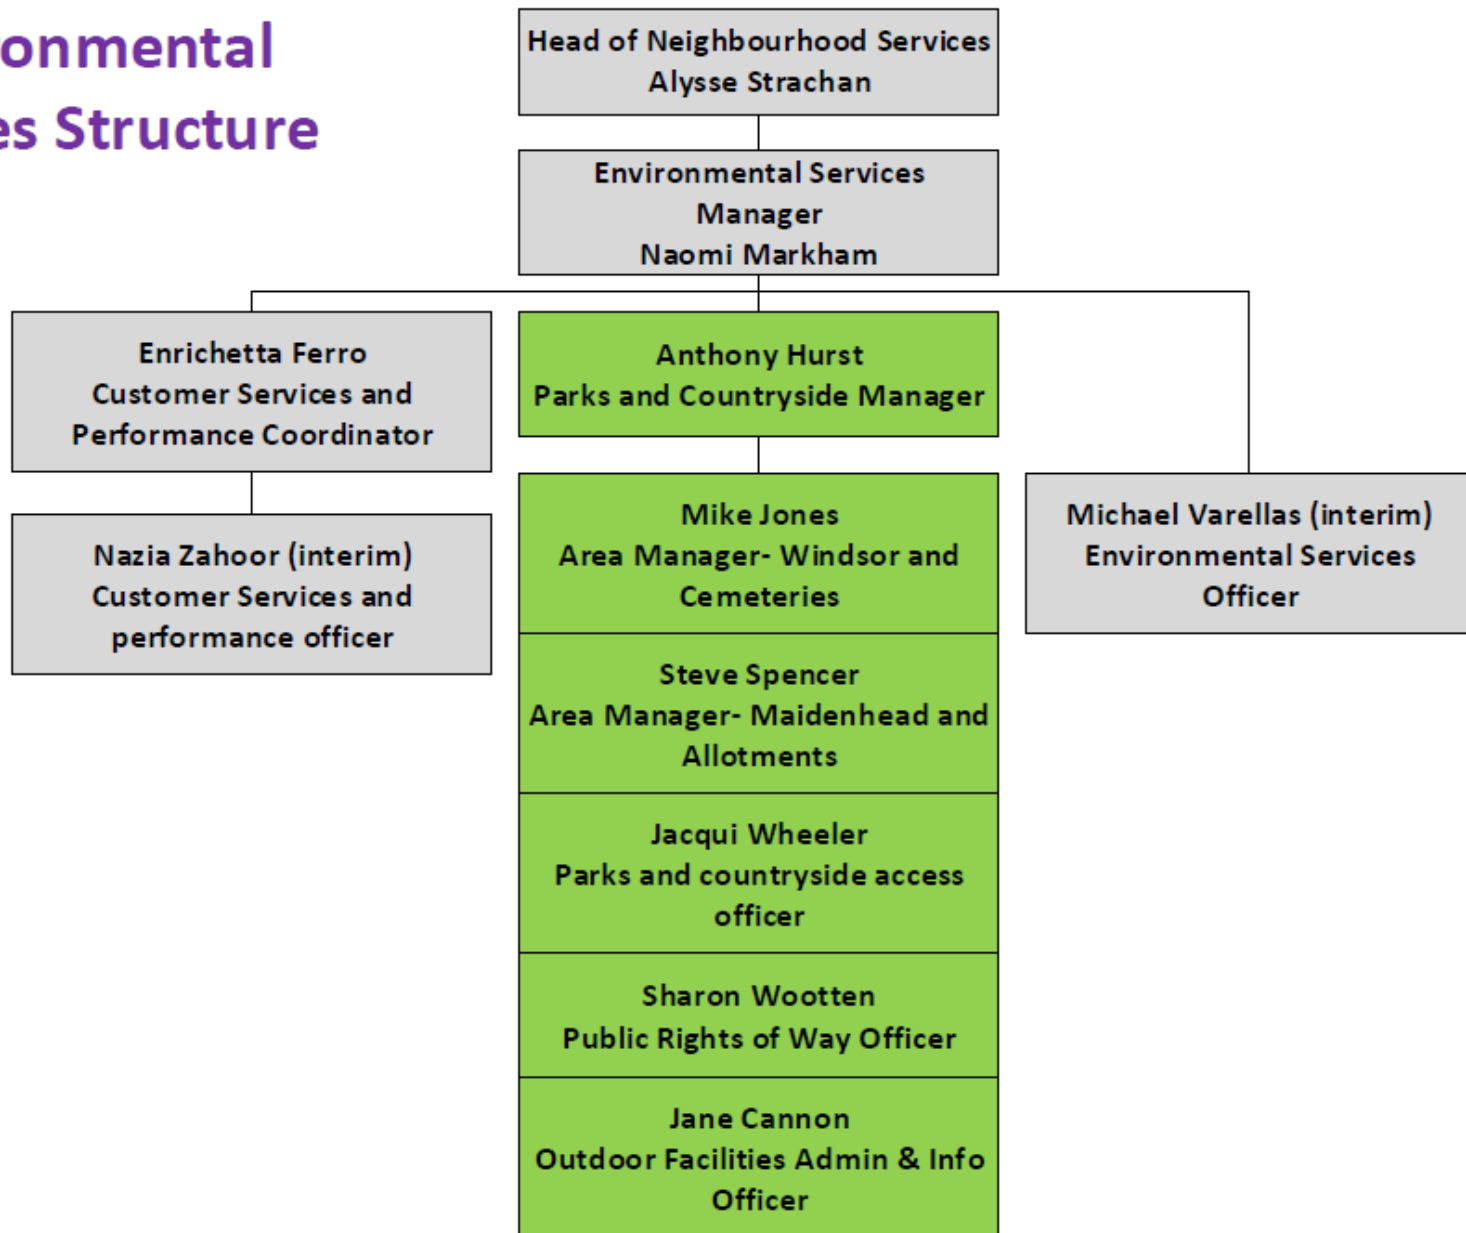 ronmental
es Structure
Head of Neighbourhood Services
Alysse Strachan
Environmental Services
Manager
Naomi Markham
Enrichetta Ferro
Customer Services and
Performance Coordinator
Anthony Hurst
Parks and Countryside Manager
Nazia Zahoor (interim)
Customer Services and
performance officer
Mike Jones
Area Manager- Windsor and
Cemeteries
Michael Varellas (interim)
Environmental Services
Officer
Steve Spencer
Area Manager- Maidenhead and
Allotments
Jacqui Wheeler
Parks and countryside access
officer
Sharon Wootten
Public Rights of Way Officer
Jane Cannon
Outdoor Facilities Admin & Info
Officer